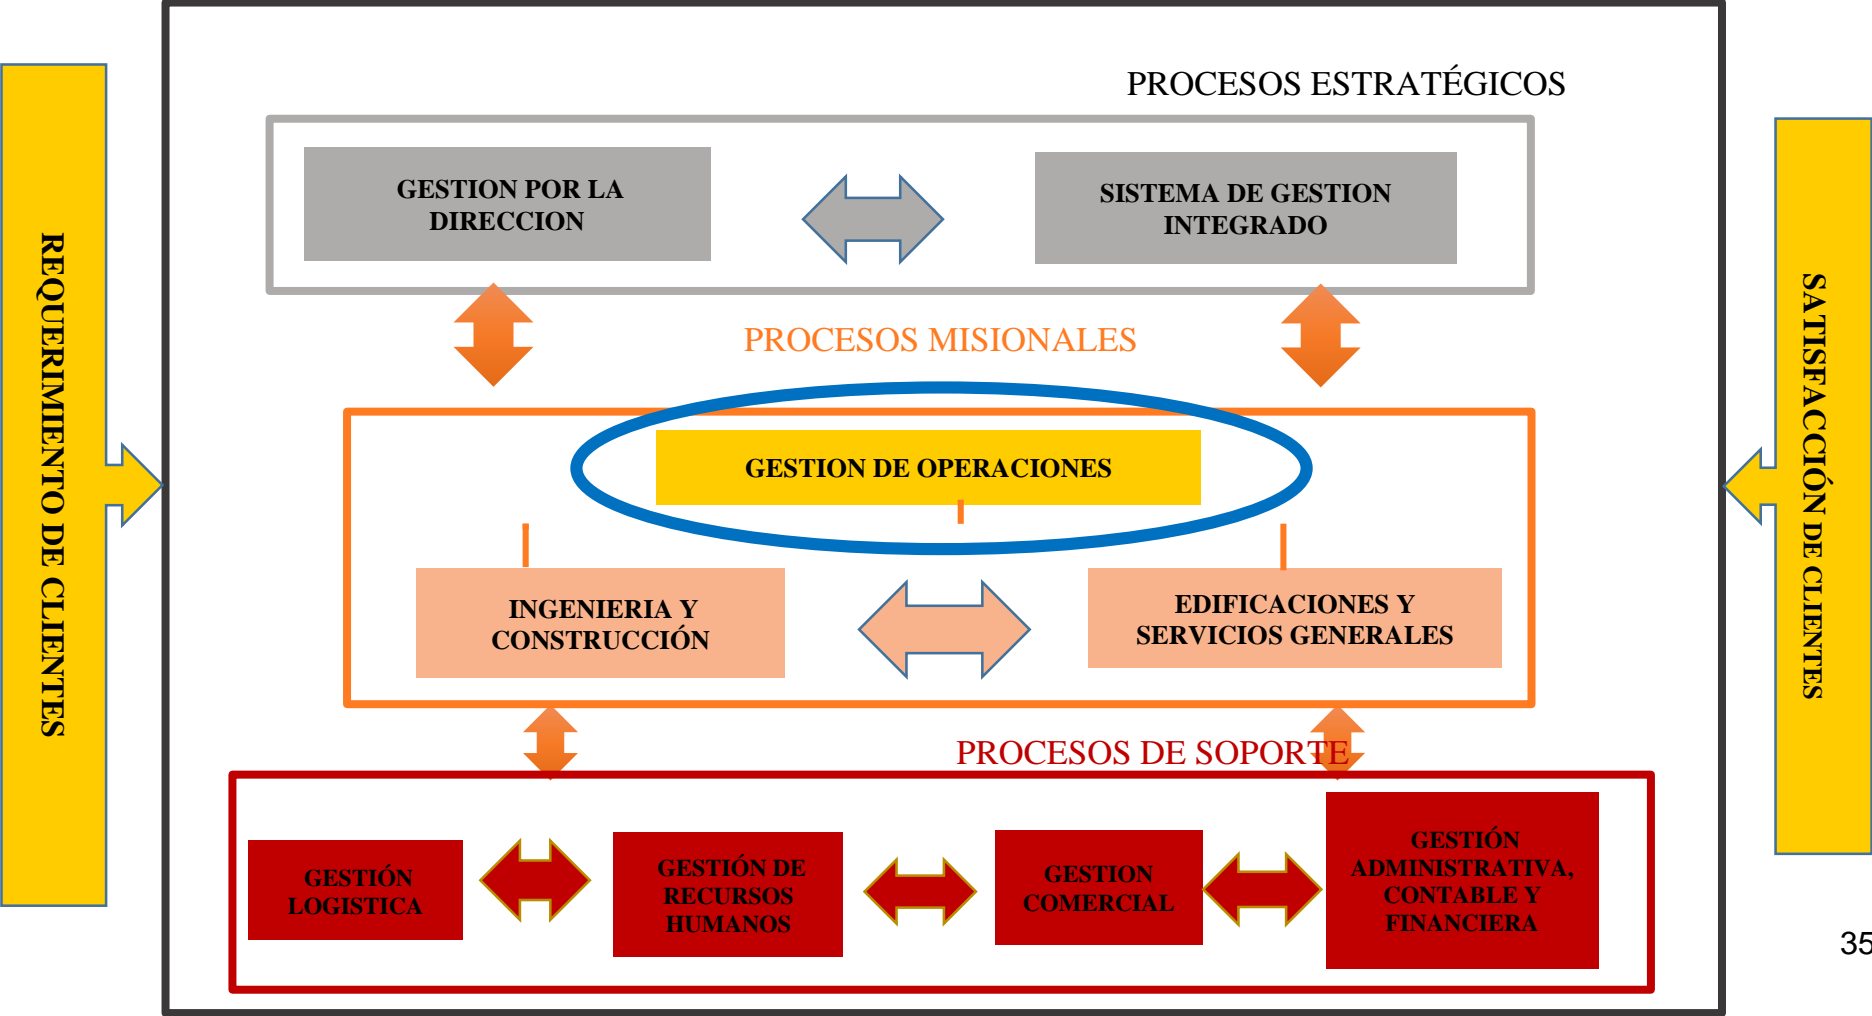 PROCESOS ESTRATÉGICOS
GESTION POR LA
DIRECCION
SISTEMA DE GESTION
INTEGRADO
REQUERIMIENTO DE CLIENTES
PROCESOS MISIONALES
GESTION DE OPERACIONES
INGENIERIA Y
CONSTRUCCIÓN
EDIFICACIONES Y
SERVICIOS GENERALES
SATISFACCIÓN DE CLIENTES
PROCESOS DE SOPORTE
GESTIÓN
LOGISTICA
GESTIÓN DE
RECURSOS
HUMANOS
GESTION
COMERCIAL
GESTIÓN
ADMINISTRATIVA,
CONTABLE Y
FINANCIERA
35